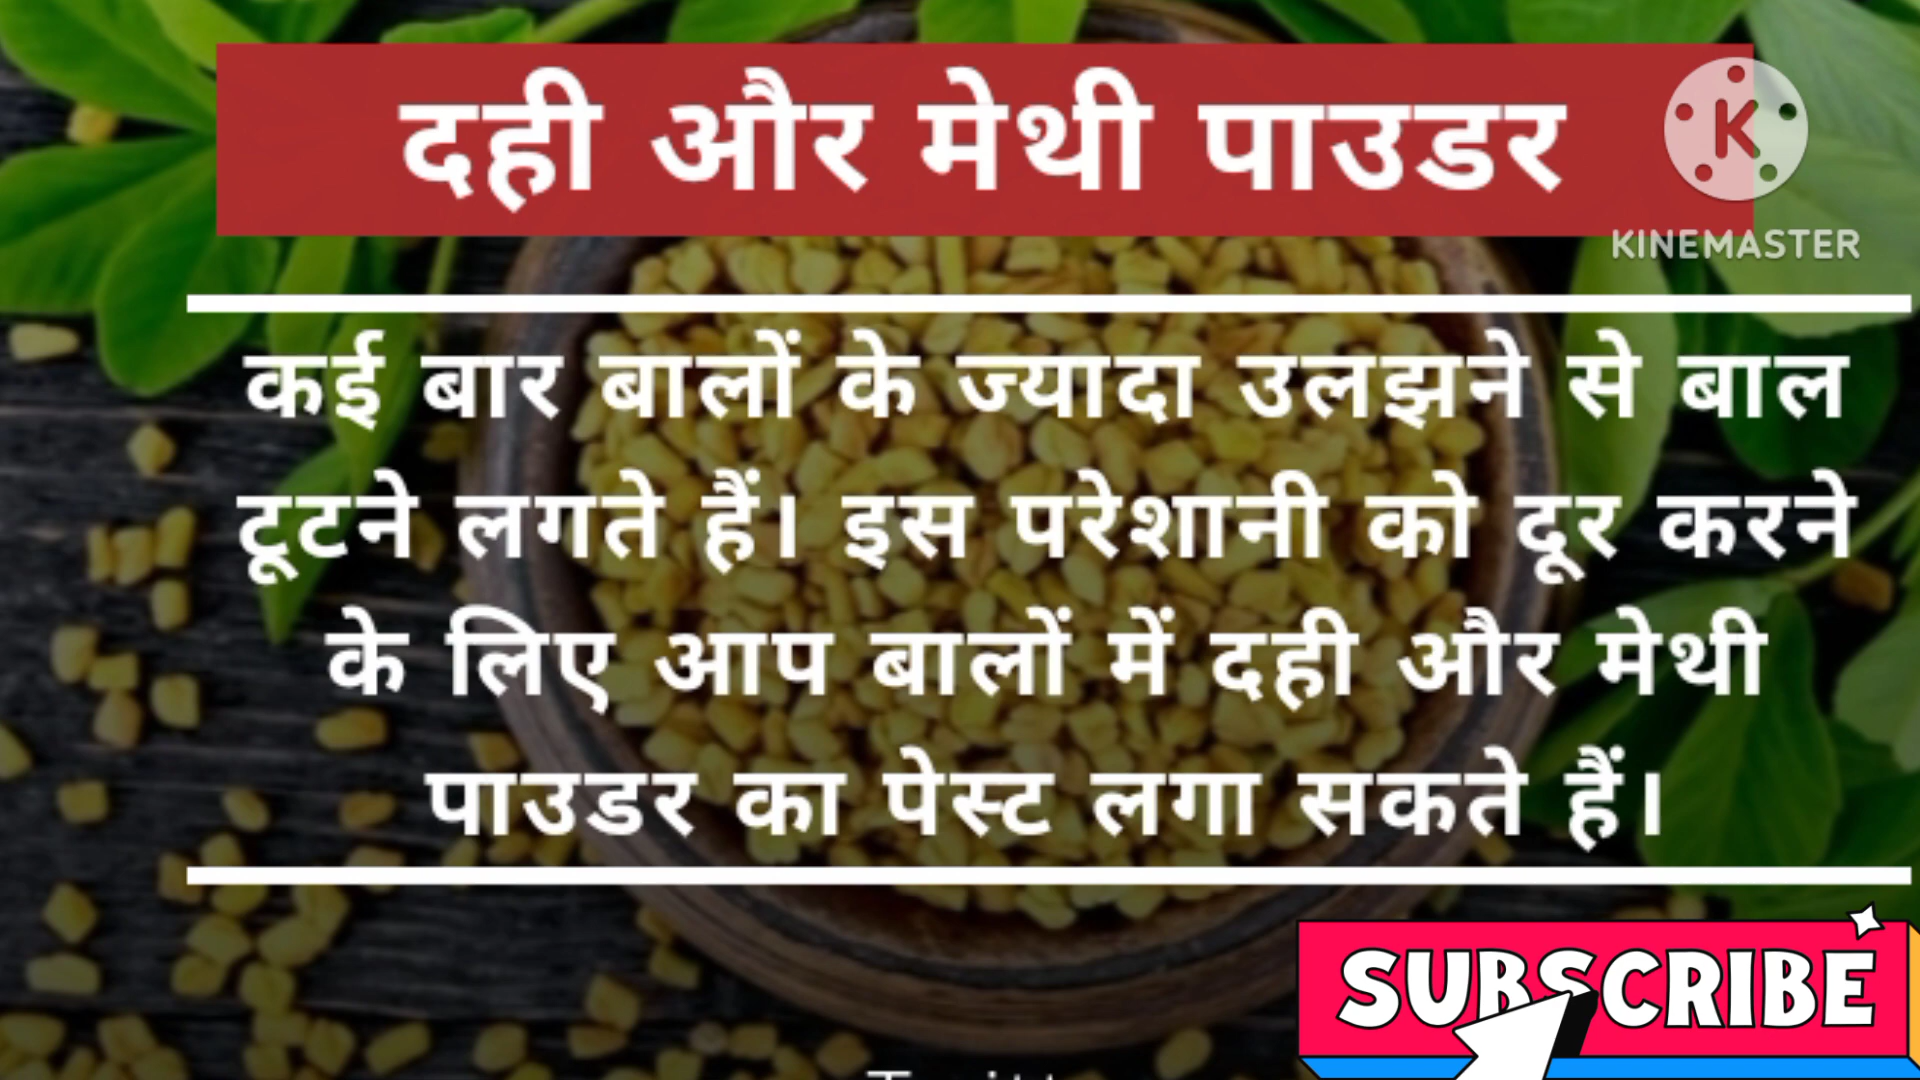 दही और मेथी पाउडर
K
KINEMASTER
कई बार बालों के ज्यादा उलझने से बाल
टूटने लगते हैं। इस परेशानी को दूर करने
के लिए आप बालों में दही और मेथी
पाउडर का पेस्ट लगा सकते हैं।
SUBSCRIBE